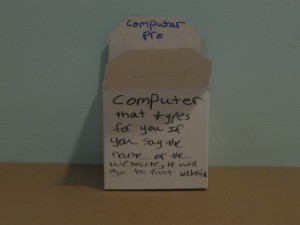 Computer
Pro
Computer
that types
for you If
you say the
name of the
website, it will
go to that website